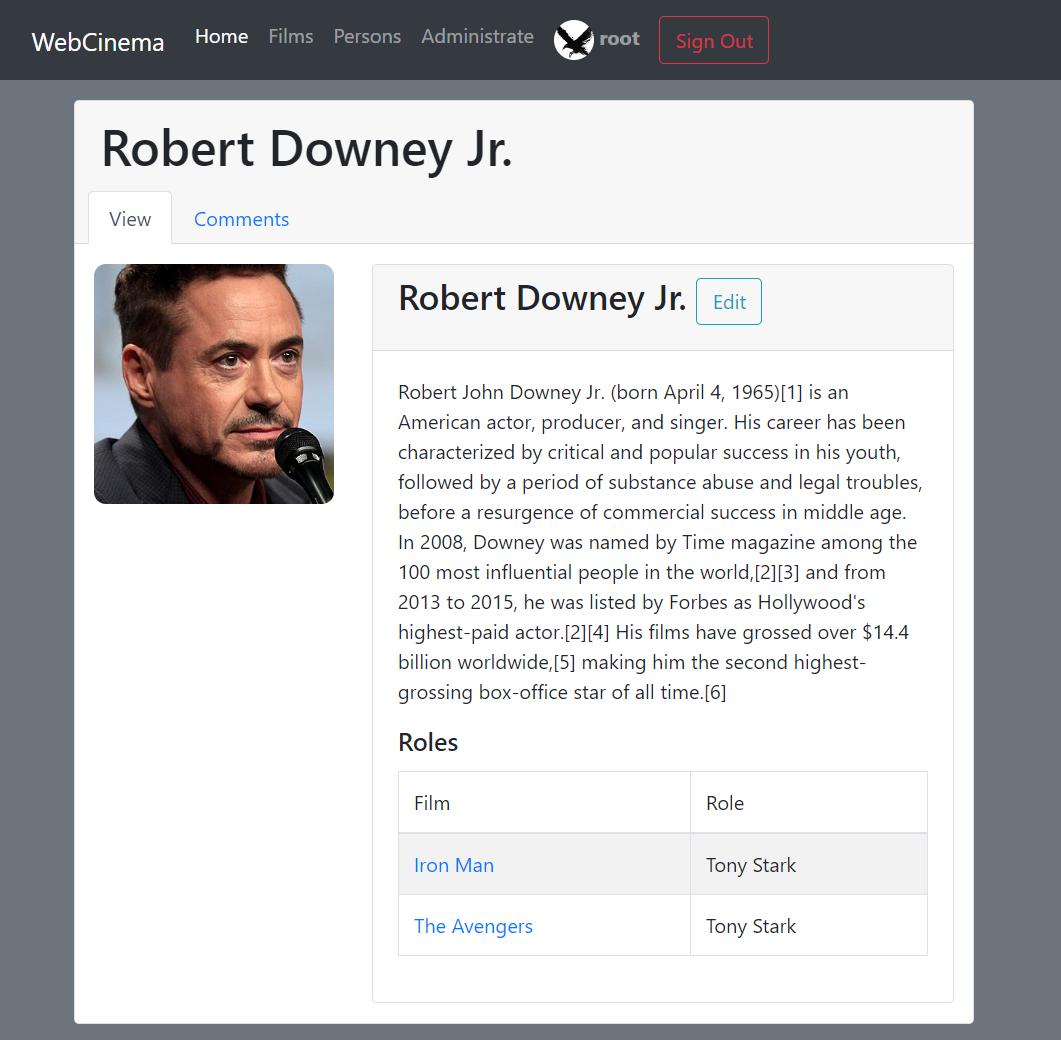 WebCinema Home Films Persons Administrate root Sign Out
Robert Downey Jr.
View Comments
Robert Downey Jr. Edit
Robert John Downey Jr. (born April 4, 1965)[1] is an
American actor, producer, and singer. His career has been
characterized by critical and popular success in his youth,
followed by a period of substance abuse and legal troubles,
before a resurgence of commercial success in middle age.
In 2008, Downey was named by Time magazine among the
100 most influential people in the world,[2][3] and from
2013 to 2015, he was listed by Forbes as Hollywood's
highest-paid actor.[2][4] His films have grossed over $14.4
billion worldwide,[5] making him the second highest-
grossing box-office star of all time.[6]
Roles
Film Role
Iron Man Tony Stark
The Avengers Tony Stark